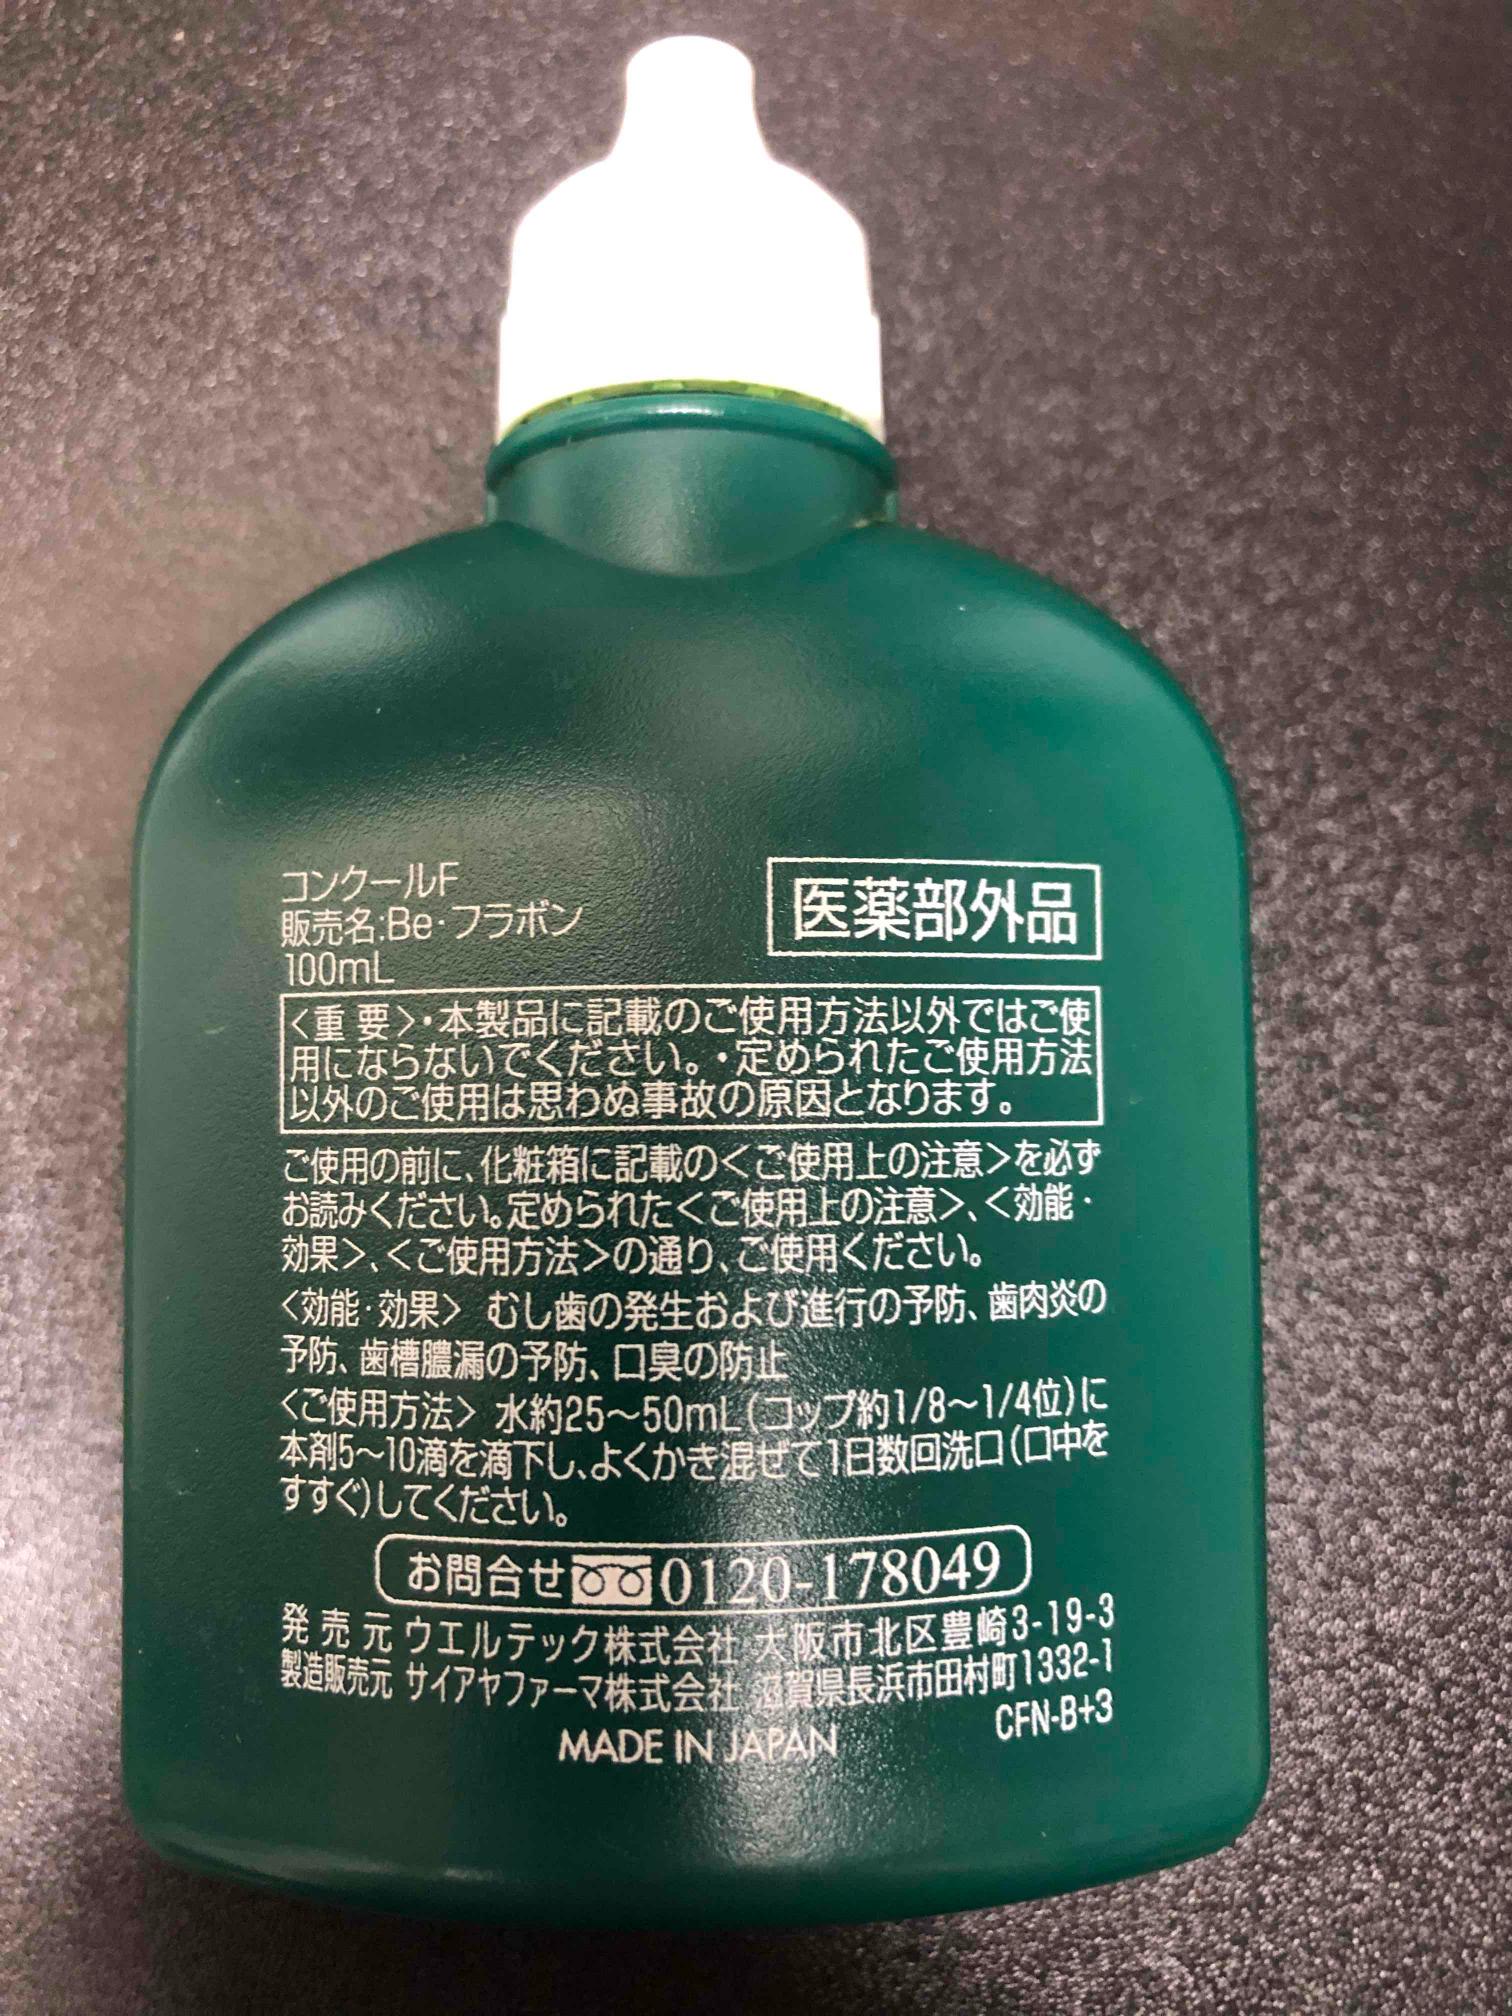 コンクールF
販売名:Be・フラボン
100mL
医薬部外品
〈重 要〉・本製品に記載のご使用方法以外ではご使
用にならないでください。・定められたご使用方法
以外のご使用は思わぬ事故の原因となります。
ご使用の前に、化粧箱に記載の<ご使用上の注意>を必ず
お読みください。定められた<ご使用上の注意>、<効能・
効果>、<ご使用方法>の通り、ご使用ください。
〈効能・効果〉 むし歯の発生および進行の予防、歯肉炎の
予防、歯槽膿漏の予防、口臭の防止
〈ご使用方法〉 水約25〜50mL(コップ約1/8〜1/4位)に
本剤5〜10滴を滴下し、よくかき混ぜて1日数回洗口(口中を
すすぐ)してください。
お問合せ 0120-178049
発 売 元 ウエルテック株式会社 大阪市北区豊崎3-19-3
製造販売元 サイアヤファーマ株式会社 滋賀県長浜市田村町1332-1
CFN-B+3
MADE IN JAPAN